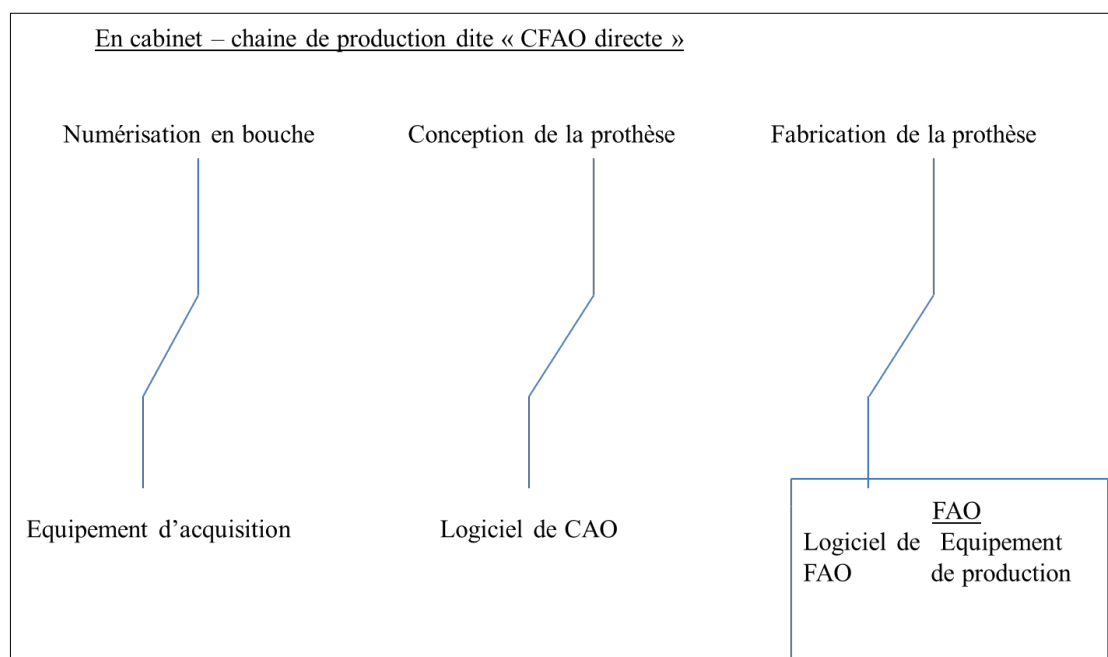 En cabinet – chaine de production dite « CFAO directe »
Numérisation en bouche
Conception de la prothèse
Fabrication de la prothèse
Equipement d’acquisition
Logiciel de CAO
FAO
Logiciel de Equipement
FAO de production